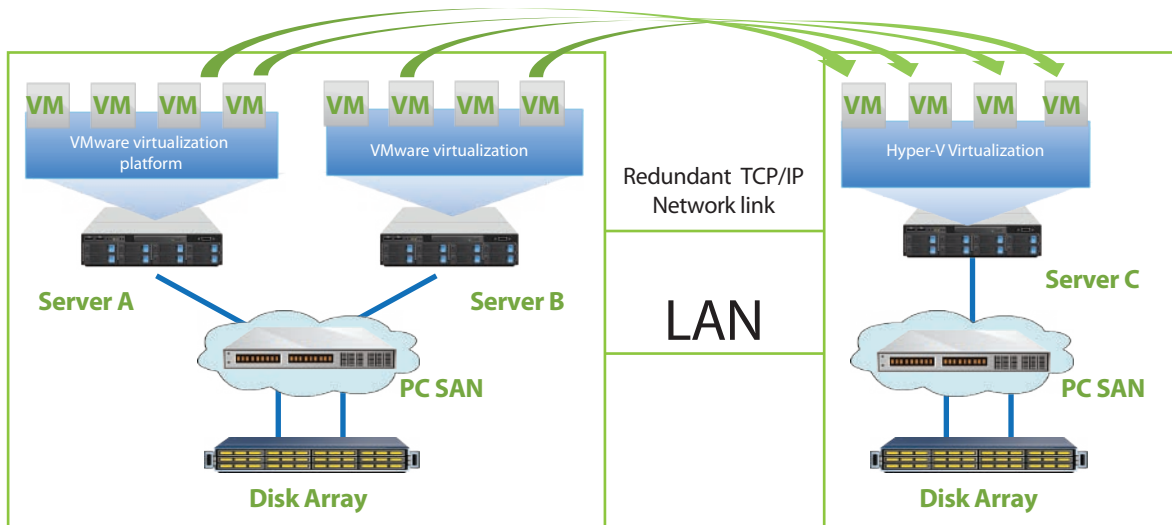 VM VM VM VM
VMware virtualization
platform
Server A
VM VM VM VM
VMware virtualization
Server B
PC SAN
Disk Array
Redundant TCP/IP
Network link
LAN
VM VM VM VM
Hyper-V Virtualization
Server C
PC SAN
Disk Array